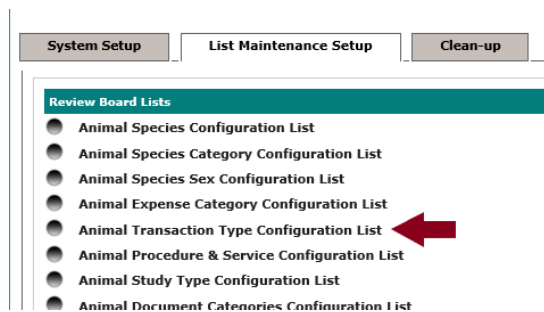 System Setup
List Maintenance Setup
Clean-up
Review Board Lists
Animal Species Configuration List
Animal Species Category Configuration List
Animal Species Sex Configuration List
Animal Expense Category Configuration List
Animal Transaction Type Configuration List
Animal Procedure & Service Configuration List
Animal Study Type Configuration List
Animal Document Categories Configuration List